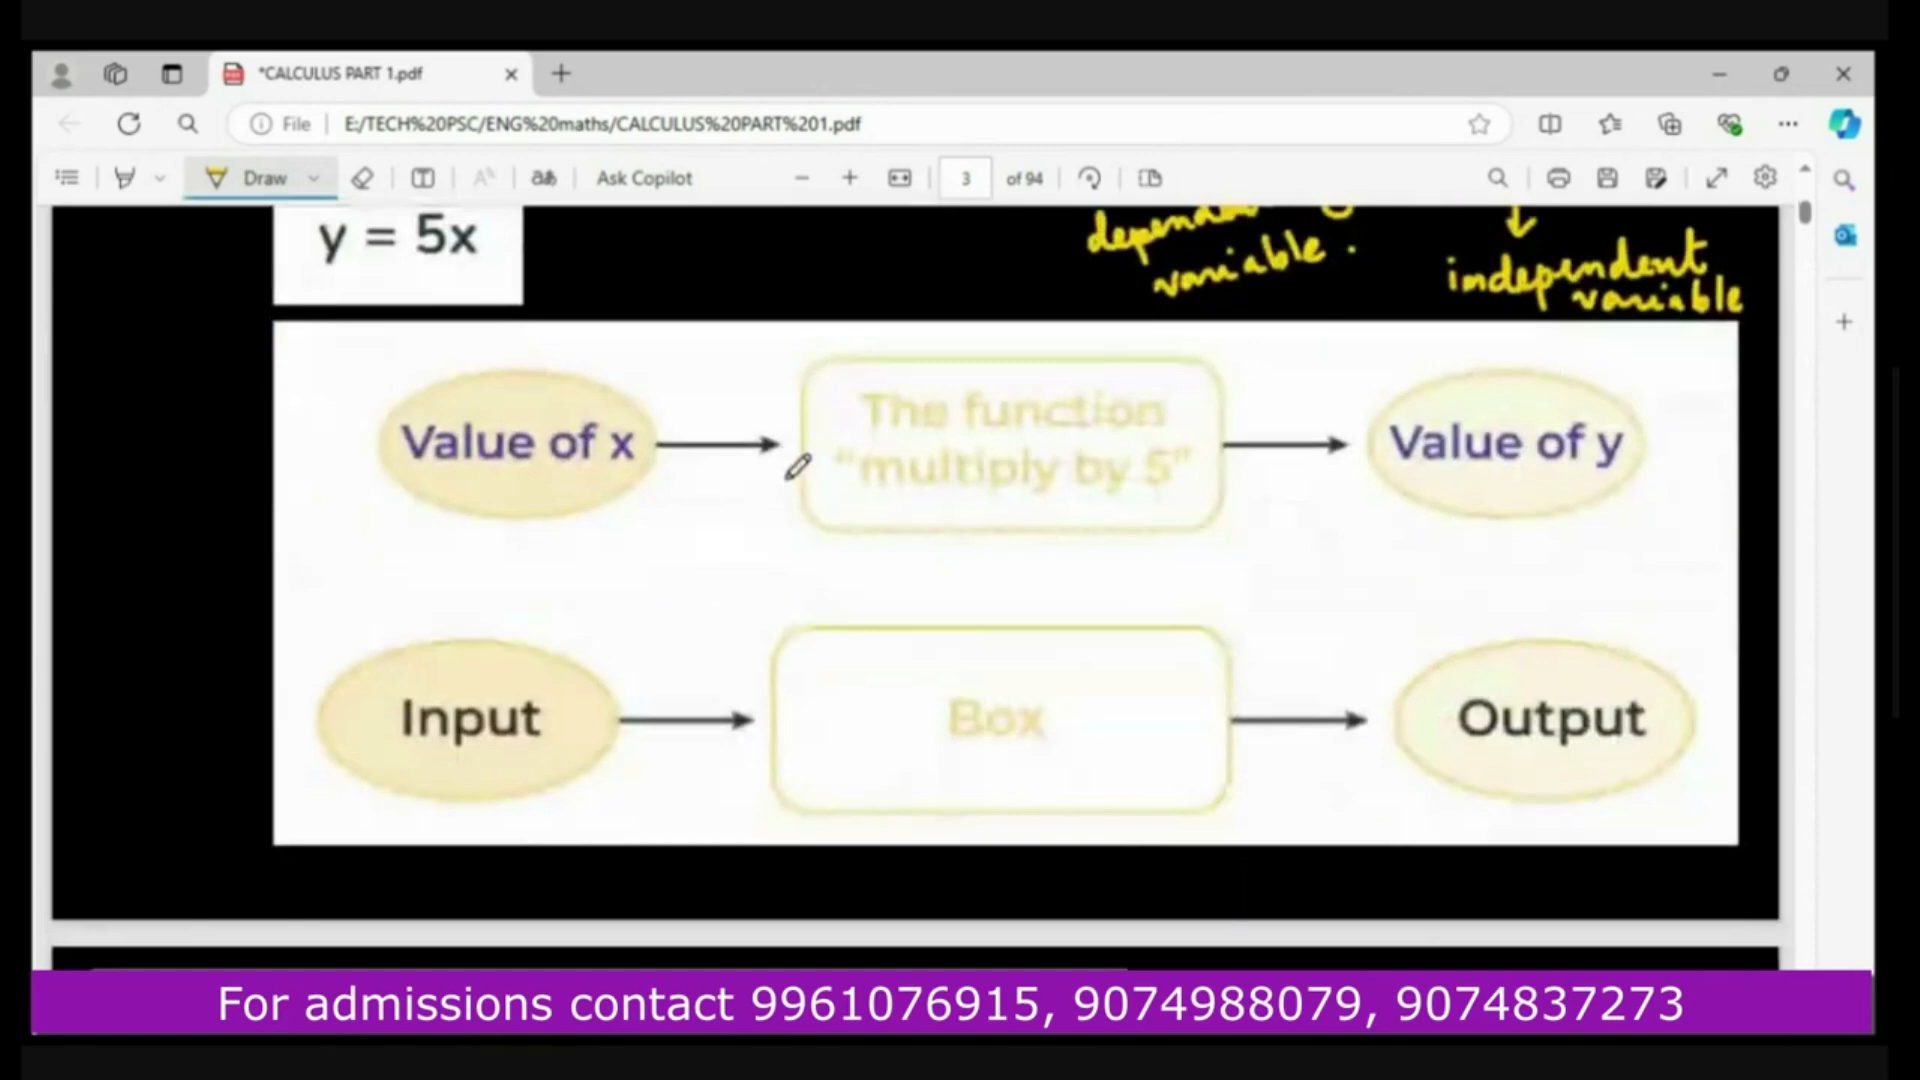 *CALCULUS PART 1.pdf
File E:/TECH%20PSC/ENG%20maths/CALCULUS%20PART%201.pdf
Draw Ask Copilot 3 of 94
y = 5x
variable.
independent
variable
Value of x
The function
"multiply by 5"
Value of y
Input
Box
Output
For admissions contact 9961076915, 9074988079, 9074837273